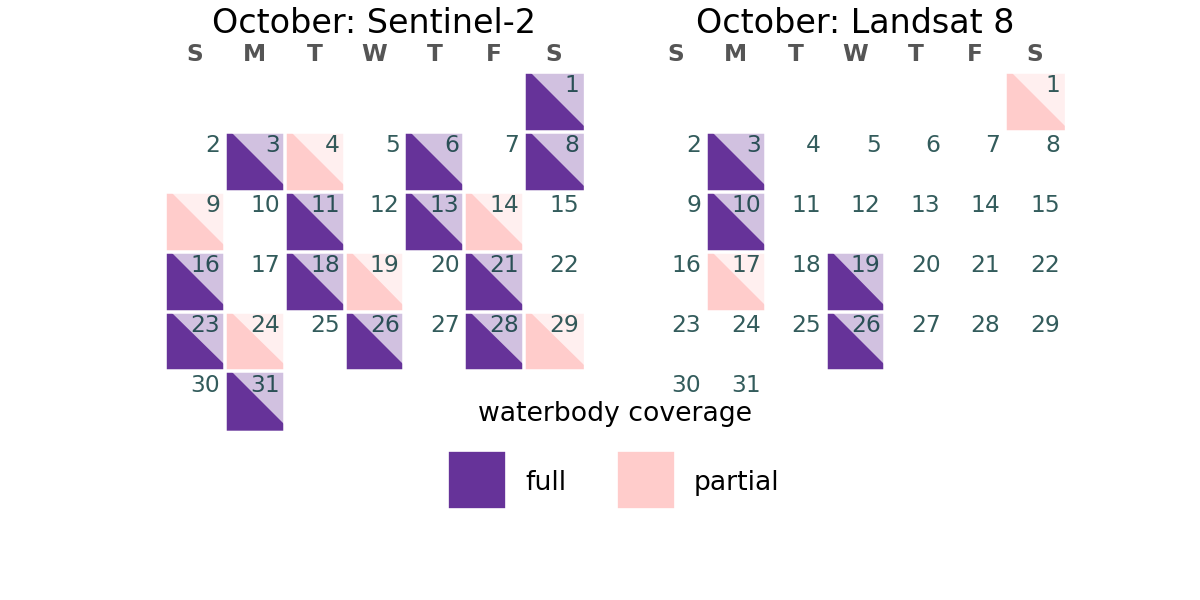 October: Sentinel-2
S M T W T F S
1
2 3 4 5 6 7 8
9 10 11 12 13 14 15
16 17 18 19 20 21 22
23 24 25 26 27 28 29
30 31
October: Landsat 8
S M T W T F S
1
2 3 4 5 6 7 8
9 10 11 12 13 14 15
16 17 18 19 20 21 22
23 24 25 26 27 28 29
30 31
waterbody coverage
full partial